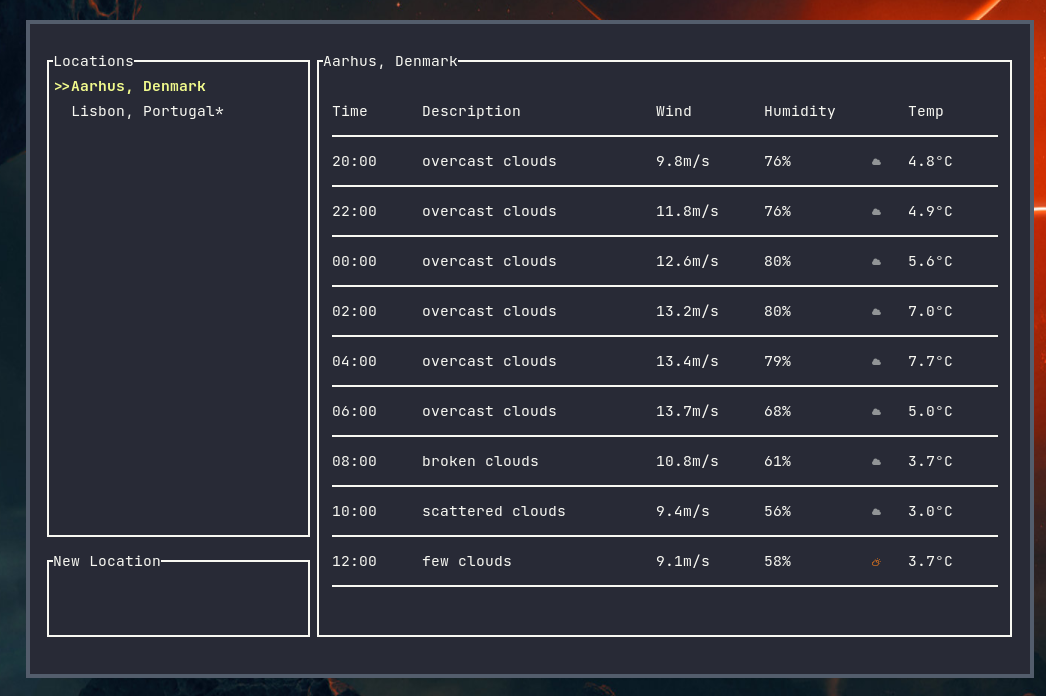 Locations
>>Aarhus, Denmark
Lisbon, Portugal*
New Location
Aarhus, Denmark
Time Description Wind Humidity Temp
20:00 overcast clouds 9.8m/s 76% 4.8°C
22:00 overcast clouds 11.8m/s 76% 4.9°C
00:00 overcast clouds 12.6m/s 80% 5.6°C
02:00 overcast clouds 13.2m/s 80% 7.0°C
04:00 overcast clouds 13.4m/s 79% 7.7°C
06:00 overcast clouds 13.7m/s 68% 5.0°C
08:00 broken clouds 10.8m/s 61% 3.7°C
10:00 scattered clouds 9.4m/s 56% 3.0°C
12:00 few clouds 9.1m/s 58% 3.7°C